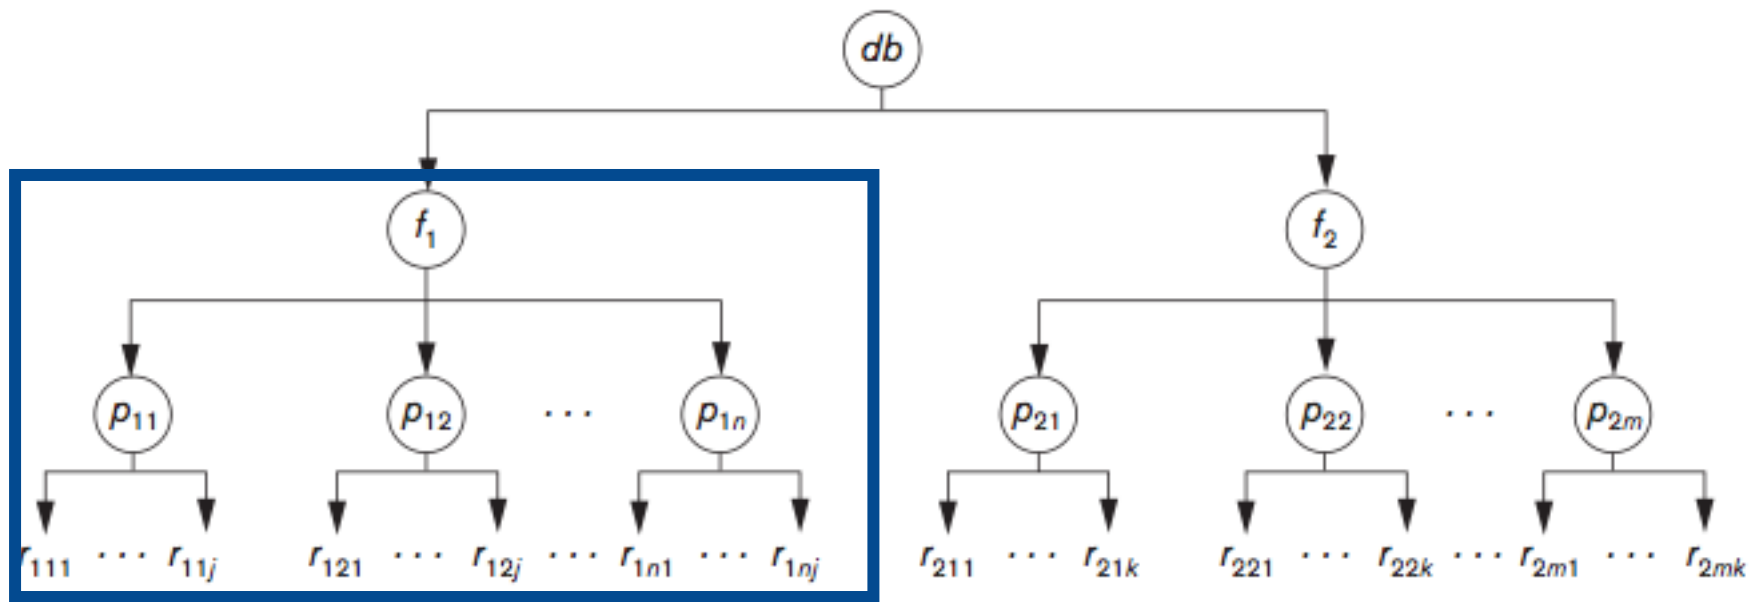 db
f1 f2
p11 p12 ... p1n p21 p22 ... p2m
r111 ... r11j r121 ... r12j ... r1n1 ... r1nj r211 ... r21k r221 ... r22k ... r2m1 ... r2mk